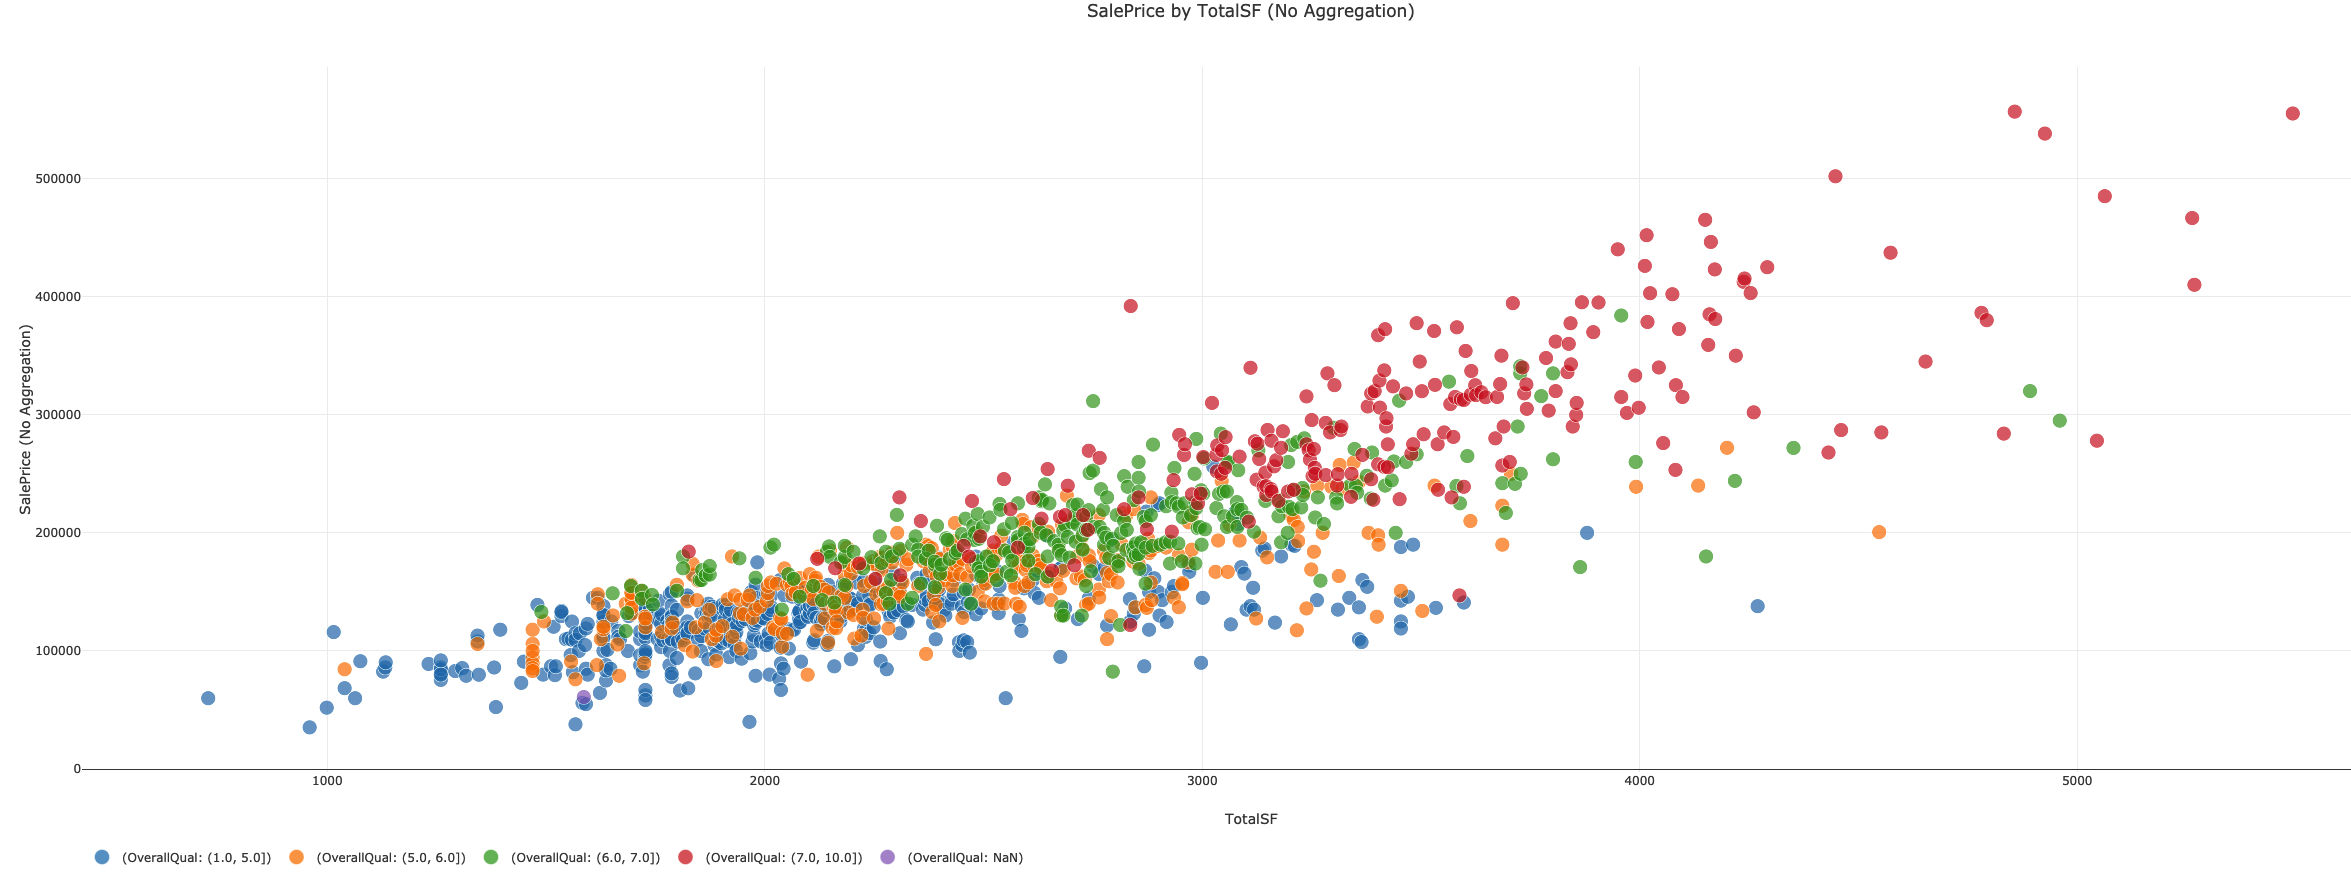 SalePrice by TotalSF (No Aggregation)
SalePrice (No Aggregation)
500000
400000
300000
200000
100000
0
1000 2000 3000 4000 5000
TotalSF
(OverallQual: (1.0, 5.0]) (OverallQual: (5.0, 6.0]) (OverallQual: (6.0, 7.0]) (OverallQual: (7.0, 10.0]) (OverallQual: NaN)